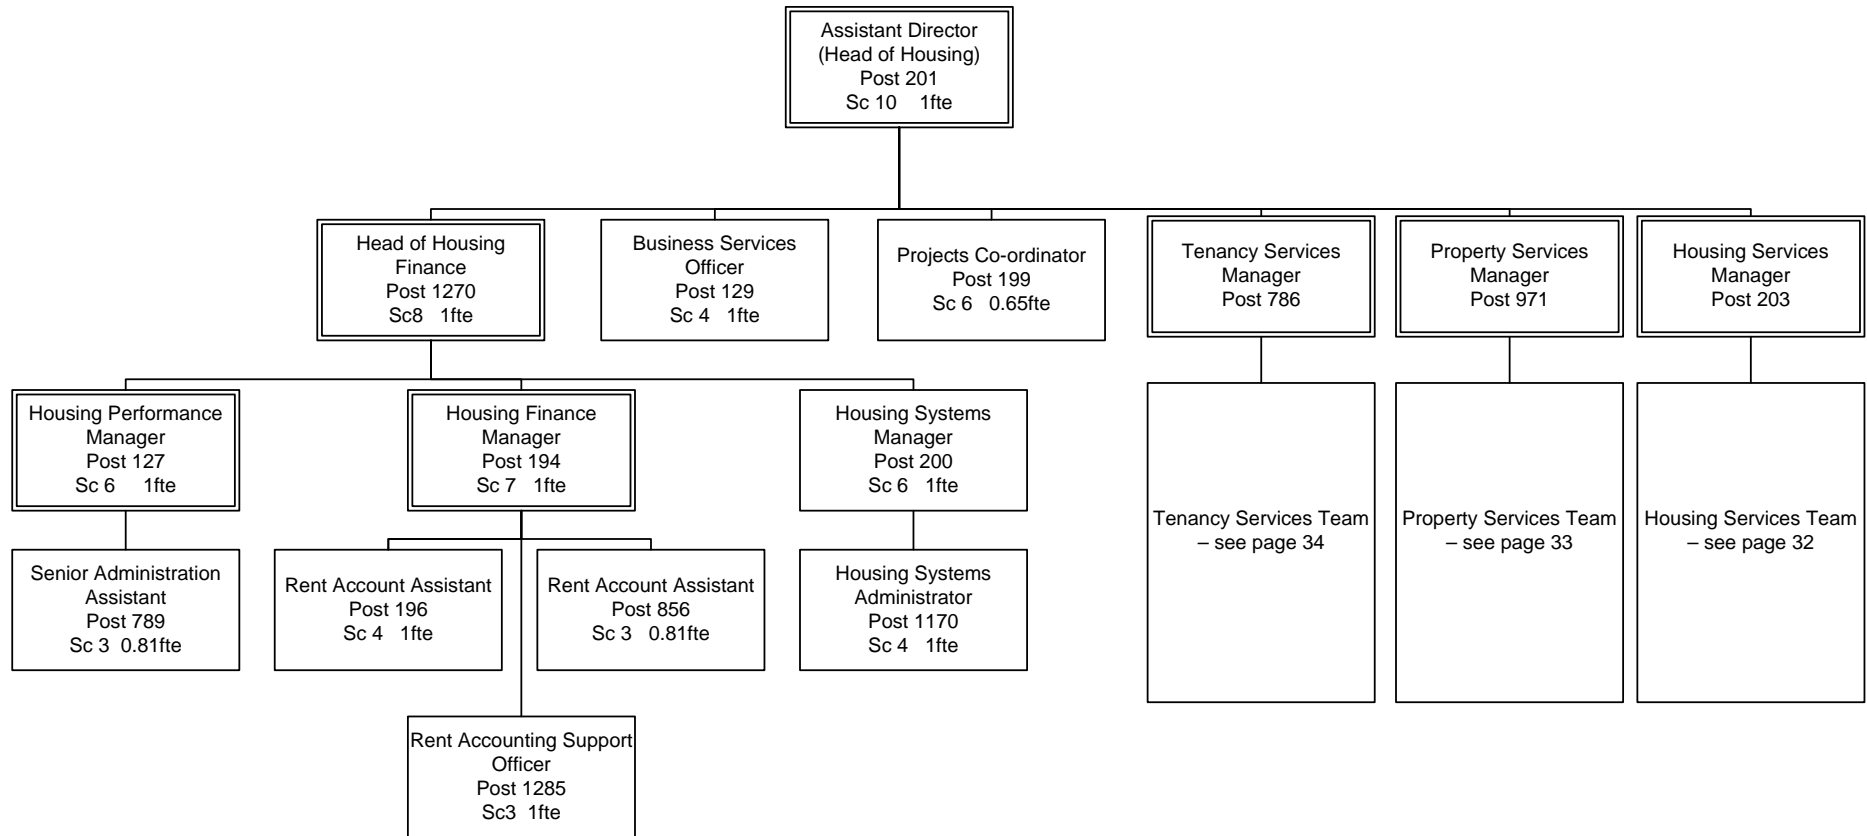 Assistant Director
(Head of Housing)
Post 201
Sc 10    1fte
Head of Housing
Finance
Post 1270
Sc8   1fte
Business Services
Officer
Post 129
Sc 4   1fte
Projects Co-ordinator
Post 199
Sc 6   0.65fte
Tenancy Services
Manager
Post 786
Property Services
Manager
Post 971
Housing Services
Manager
Post 203
Housing Performance
Manager
Post 127
Sc 6     1fte
Housing Finance
Manager
Post 194
Sc 7   1fte
Housing Systems
Manager
Post 200
Sc 6   1fte
Tenancy Services Team
– see page 34
Property Services Team
– see page 33
Housing Services Team
– see page 32
Senior Administration
Assistant
Post 789
Sc 3  0.81fte
Rent Account Assistant
Post 196
Sc 4   1fte
Rent Account Assistant
Post 856
Sc 3   0.81fte
Housing Systems
Administrator
Post 1170
Sc 4   1fte
Rent Accounting Support
Officer
Post 1285
Sc3  1fte